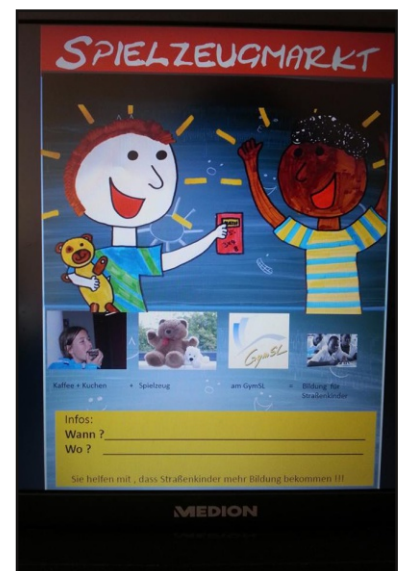 SPIELZEUGMARKT
Kaffee + Kuchen + Spielzeug am GymSL = Bildung für
Straßenkinder
GymSL
Infos:
Wann ?
Wo ?
Sie helfen mit , dass Straßenkinder mehr Bildung bekommen !!!
MEDION